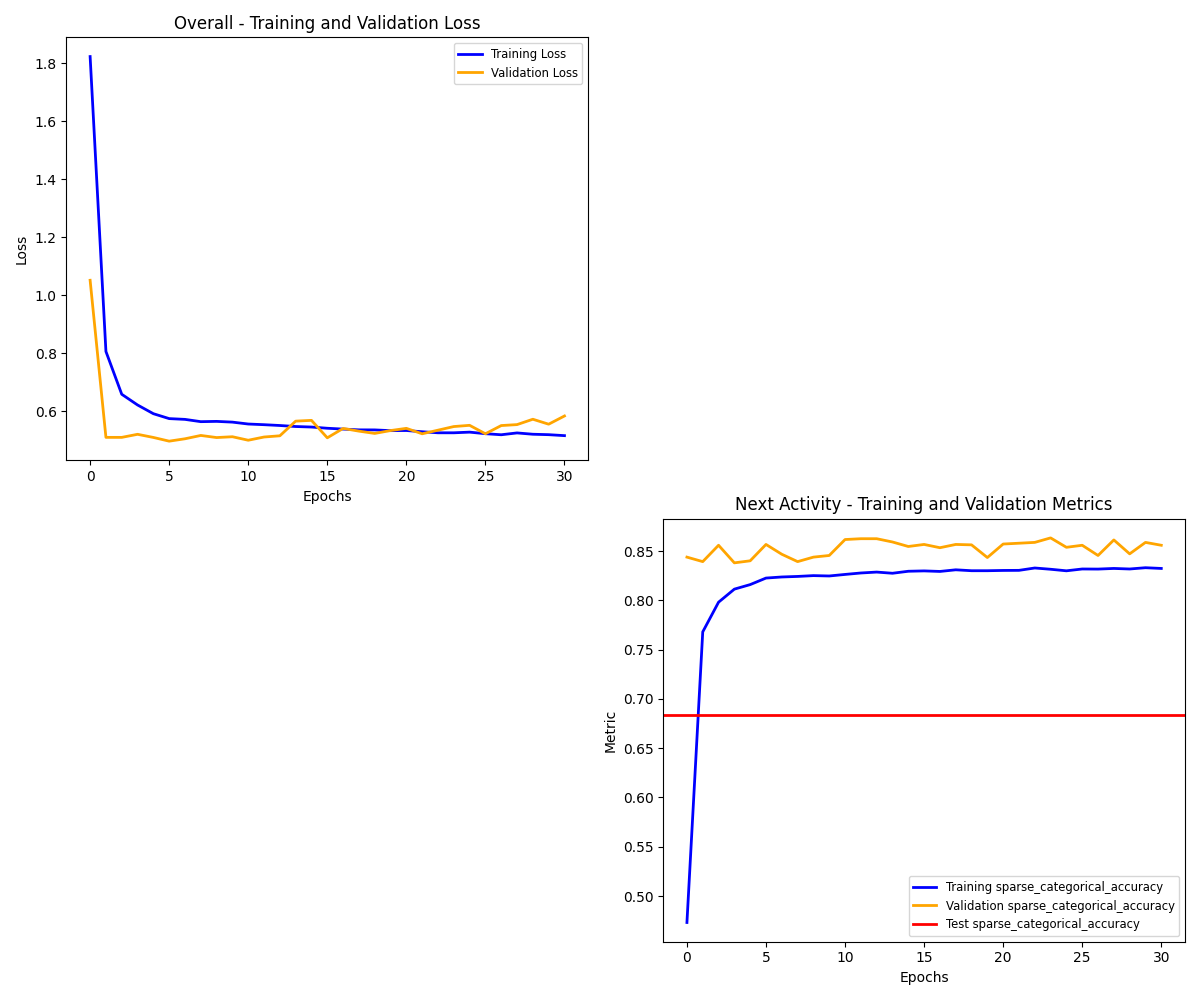 Overall - Training and Validation Loss
Training Loss
Validation Loss
1.8
1.6
1.4
1.2
1.0
0.8
0.6
Loss
0 5 10 15 20 25 30
Epochs
Next Activity - Training and Validation Metrics
0.85
0.80
0.75
0.70
0.65
0.60
0.55
0.50
Metric
Training sparse_categorical_accuracy
Validation sparse_categorical_accuracy
Test sparse_categorical_accuracy
0 5 10 15 20 25 30
Epochs